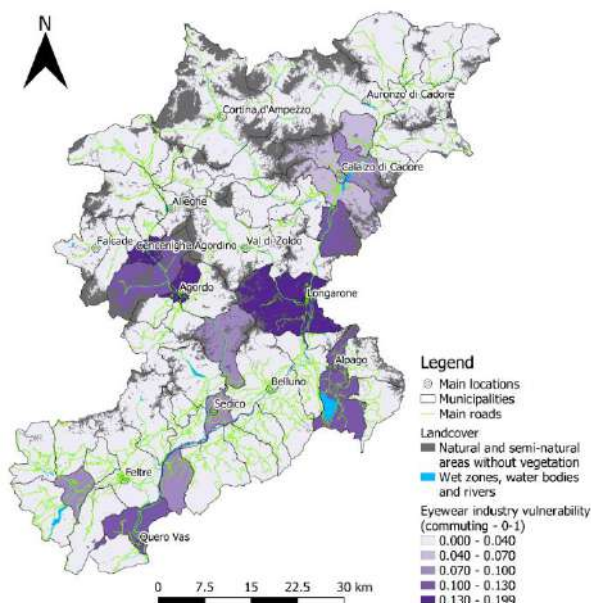 N
Auronzo di Cadore
Cortina d'Ampezzo
Calalzo di Cadore
Alleghe
Falcade
Cencenighe Agordino
Val di Zoldo
Agordo
Longarone
Alpago
Belluno
Sedico
Feltre
Quero Vas
Legend
Main locations
Municipalities
Main roads
Landcover
Natural and semi-natural
areas without vegetation
Wet zones, water bodies
and rivers
Eyewear industry vulnerability
(commuting - 0-1)
0.000 - 0.040
0.040 - 0.070
0.070 - 0.100
0.100 - 0.130
0.130 - 0.199
0 7.5 15 22.5 30 km